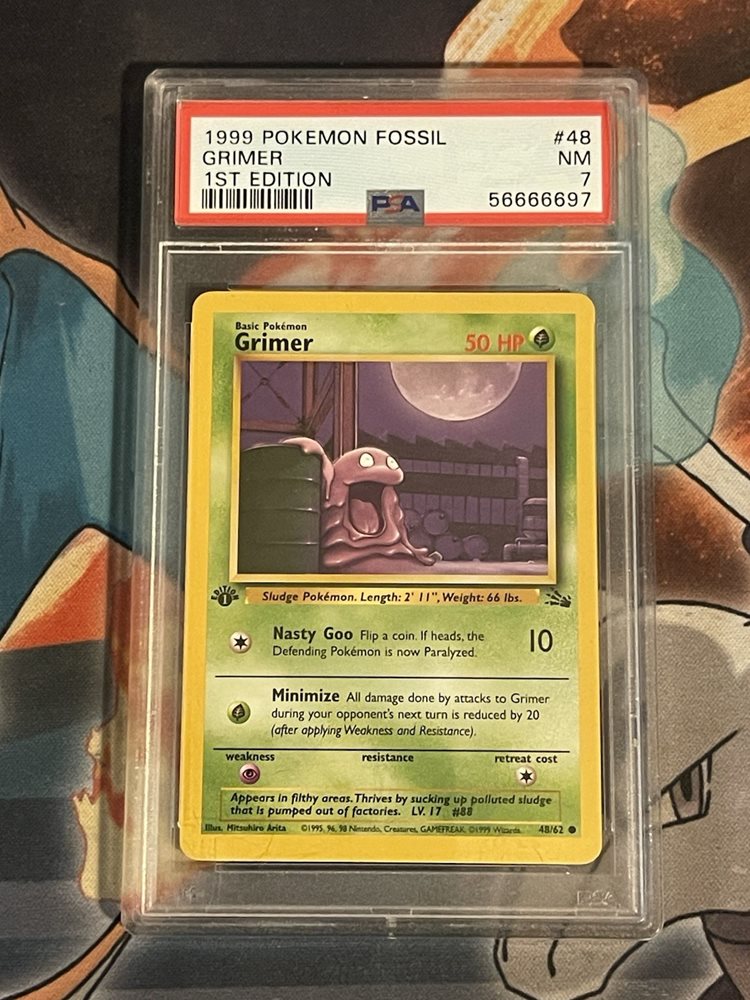 1999 POKEMON FOSSIL #48
GRIMER NM
1ST EDITION 7
PSA 56666697
Basic Pokémon
Grimer 50 HP
EDITION 1
Sludge Pokémon. Length: 2' 11", Weight: 66 lbs.
Nasty Goo Flip a coin. If heads, the 10
Defending Pokémon is now Paralyzed.
Minimize All damage done by attacks to Grimer
during your opponent's next turn is reduced by 20
(after applying Weakness and Resistance).
weakness resistance retreat cost
Appears in filthy areas. Thrives by sucking up polluted sludge
that is pumped out of factories. LV. 17 #88
Illus. Mitsuhiro Arita ©1995, 96, 98 Nintendo, Creatures, GAMEFREAK. ©1999 Wizards. 48/62
PSA